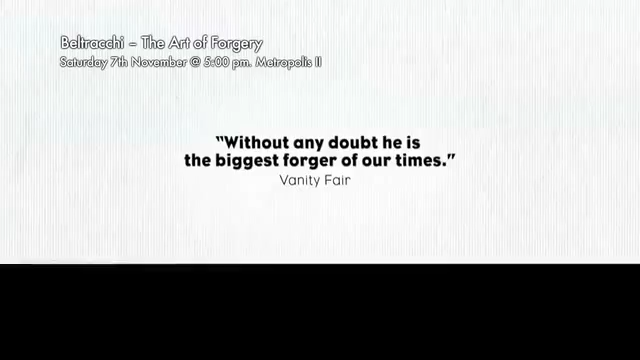 Beltracchi – The Art of Forgery
Saturday 7th November @ 5:00 pm. Metropolis II
“Without any doubt he is
the biggest forger of our times.”
Vanity Fair